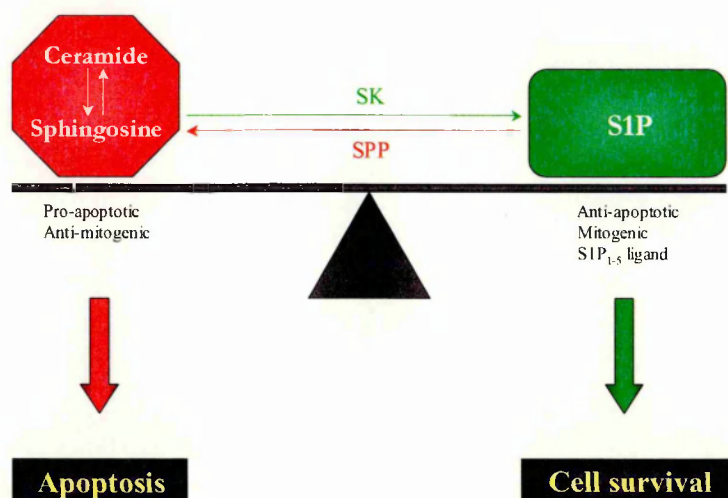 Ceramide
Sphingosine
SK
SPP
S1P
Pro-apoptotic
Anti-mitogenic
Anti-apoptotic
Mitogenic
S1P₁₋₅ ligand
Apoptosis
Cell survival